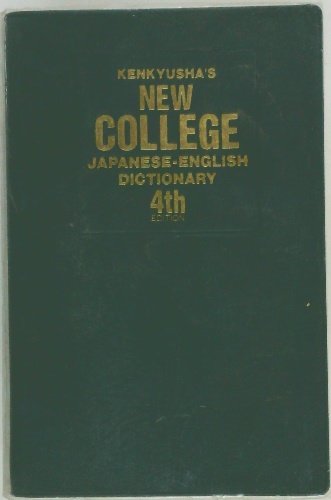 KENKYUSHA'S
NEW
COLLEGE
JAPANESE-ENGLISH
DICTIONARY
4th
EDITION